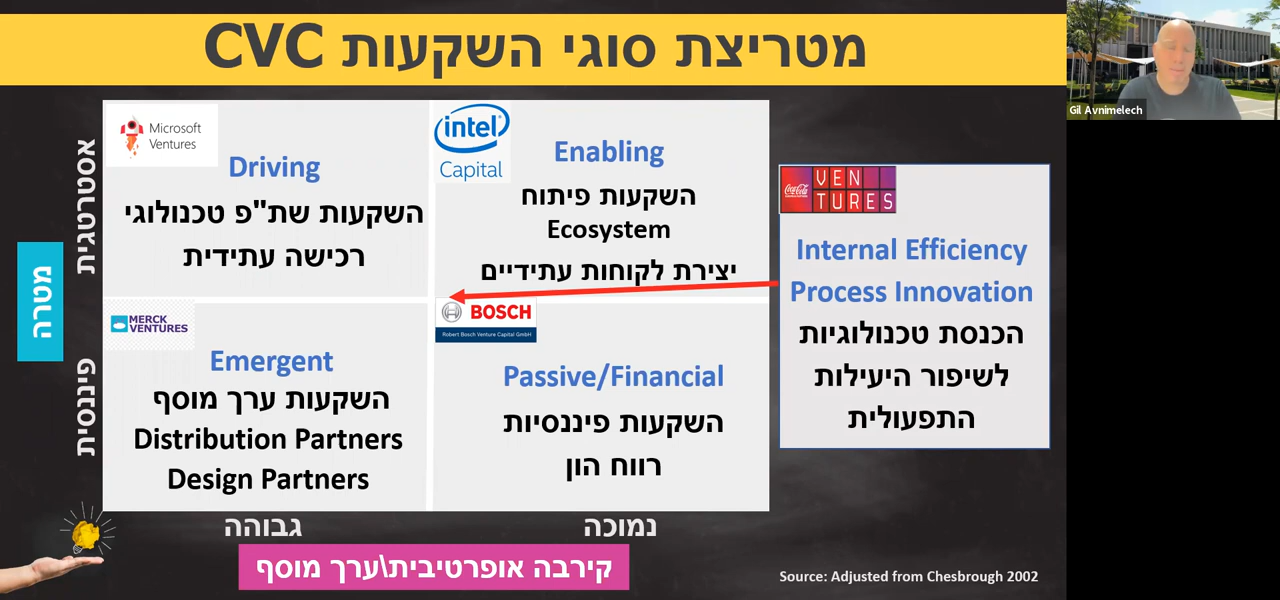 מטריצת סוגי השקעות CVC
Gil Avnimelech
Microsoft
Ventures
Driving
השקעות שת"פ טכנולוגי
רכישה עתידית
intel
Capital
Enabling
השקעות פיתוח
Ecosystem
יצירת לקוחות עתידיים
Coca-Cola
VEN
TURES
Internal Efficiency
Process Innovation
הכנסת טכנולוגיות
לשיפור היעילות
התפעולית
MERCK
VENTURES
Emergent
השקעות ערך מוסף
Distribution Partners
Design Partners
BOSCH
Robert Bosch Venture Capital GmbH
Passive/Financial
השקעות פיננסיות
רווח הון
מטרה
אסטרטגית
פיננסית
גבוהה
נמוכה
קירבה אופרטיבית\ערך מוסף
Source: Adjusted from Chesbrough 2002